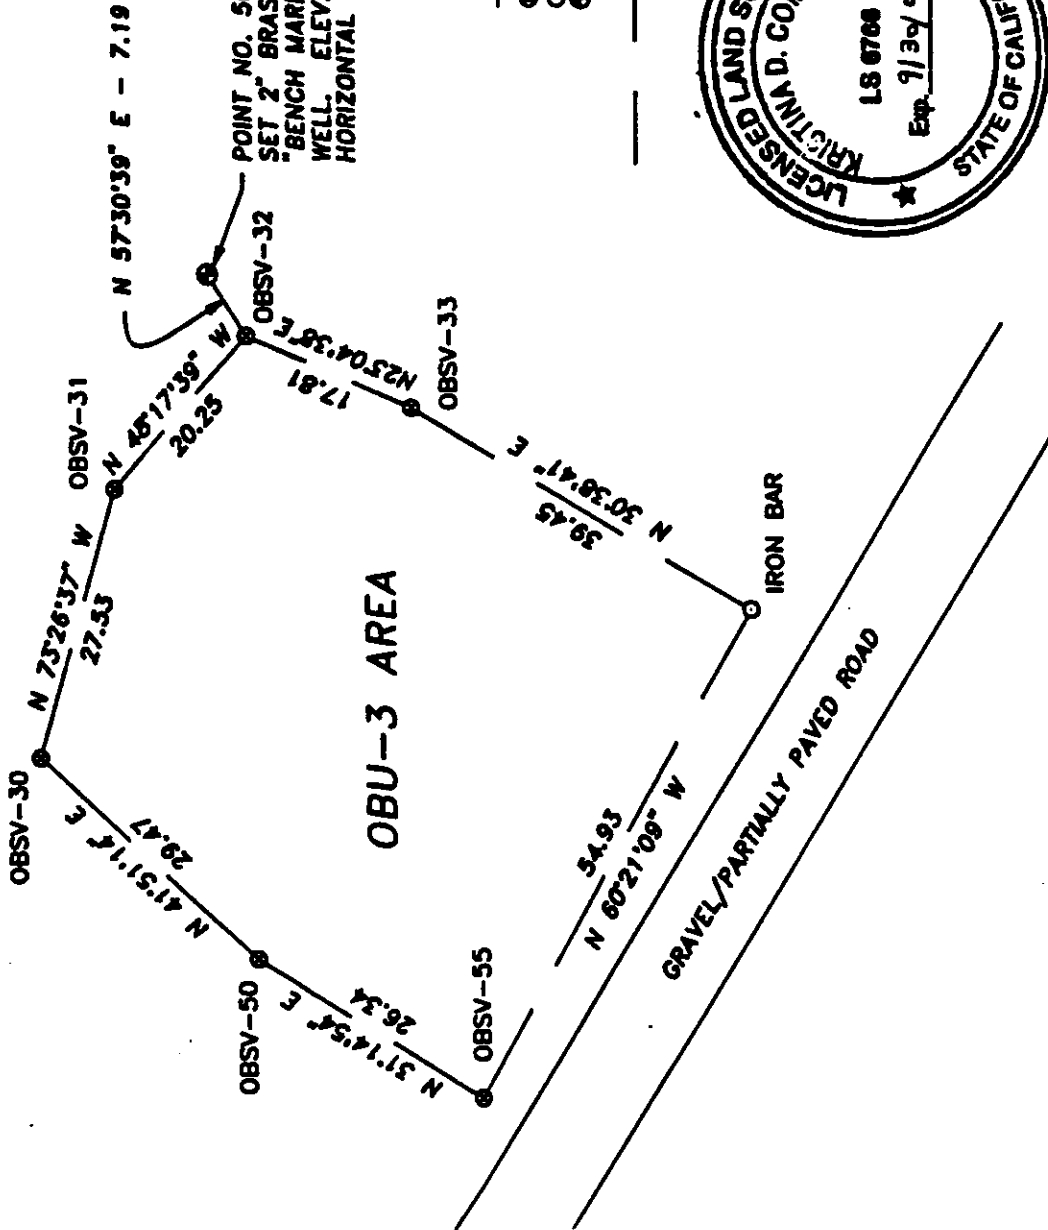 N 57°30'39" E - 7.19
POINT NO. 5
SET 2" BRAS
"BENCH MAR
WELL. ELEV
HORIZONTAL
OBSV-32
OBSV-31
N 48°17'39" W
20.25
N23°04'38" E
17.81
OBSV-33
N 73°26'37" W
27.53
OBSV-30
N 30°38'41" E
39.45
IRON BAR
OBU-3 AREA
N 41°51'14" E
29.47
OBSV-50
N 31°14'54" E
26.34
OBSV-55
54.93
N 60°21'09" W
GRAVEL/PARTIALLY PAVED ROAD
LICENSED LAND S
KRISTINA D. CO
LS 6766
Exp. 9/30/
STATE OF CALIF